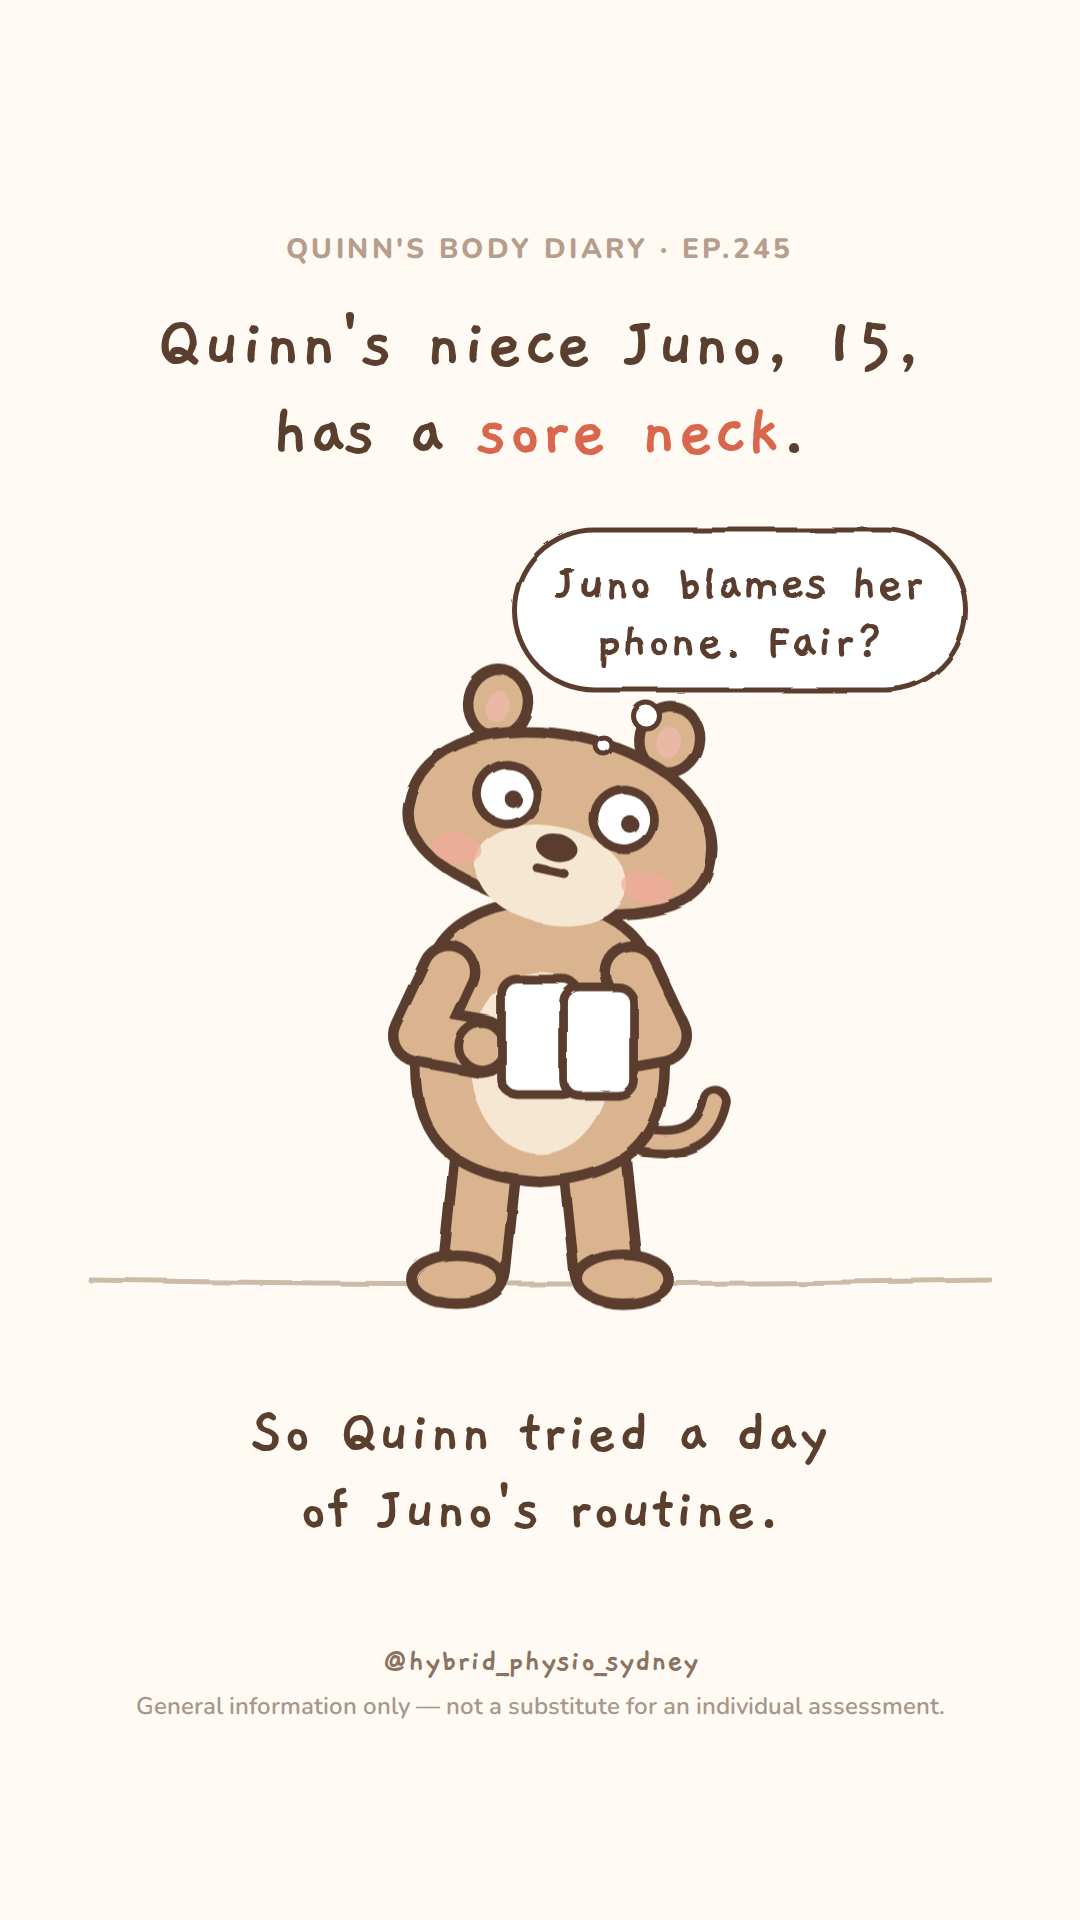 QUINN'S BODY DIARY · EP.245
Quinn's niece Juno, 15,
has a sore neck.
Juno blames her
phone. Fair?
So Quinn tried a day
of Juno's routine.
@hybrid_physio_sydney
General information only — not a substitute for an individual assessment.